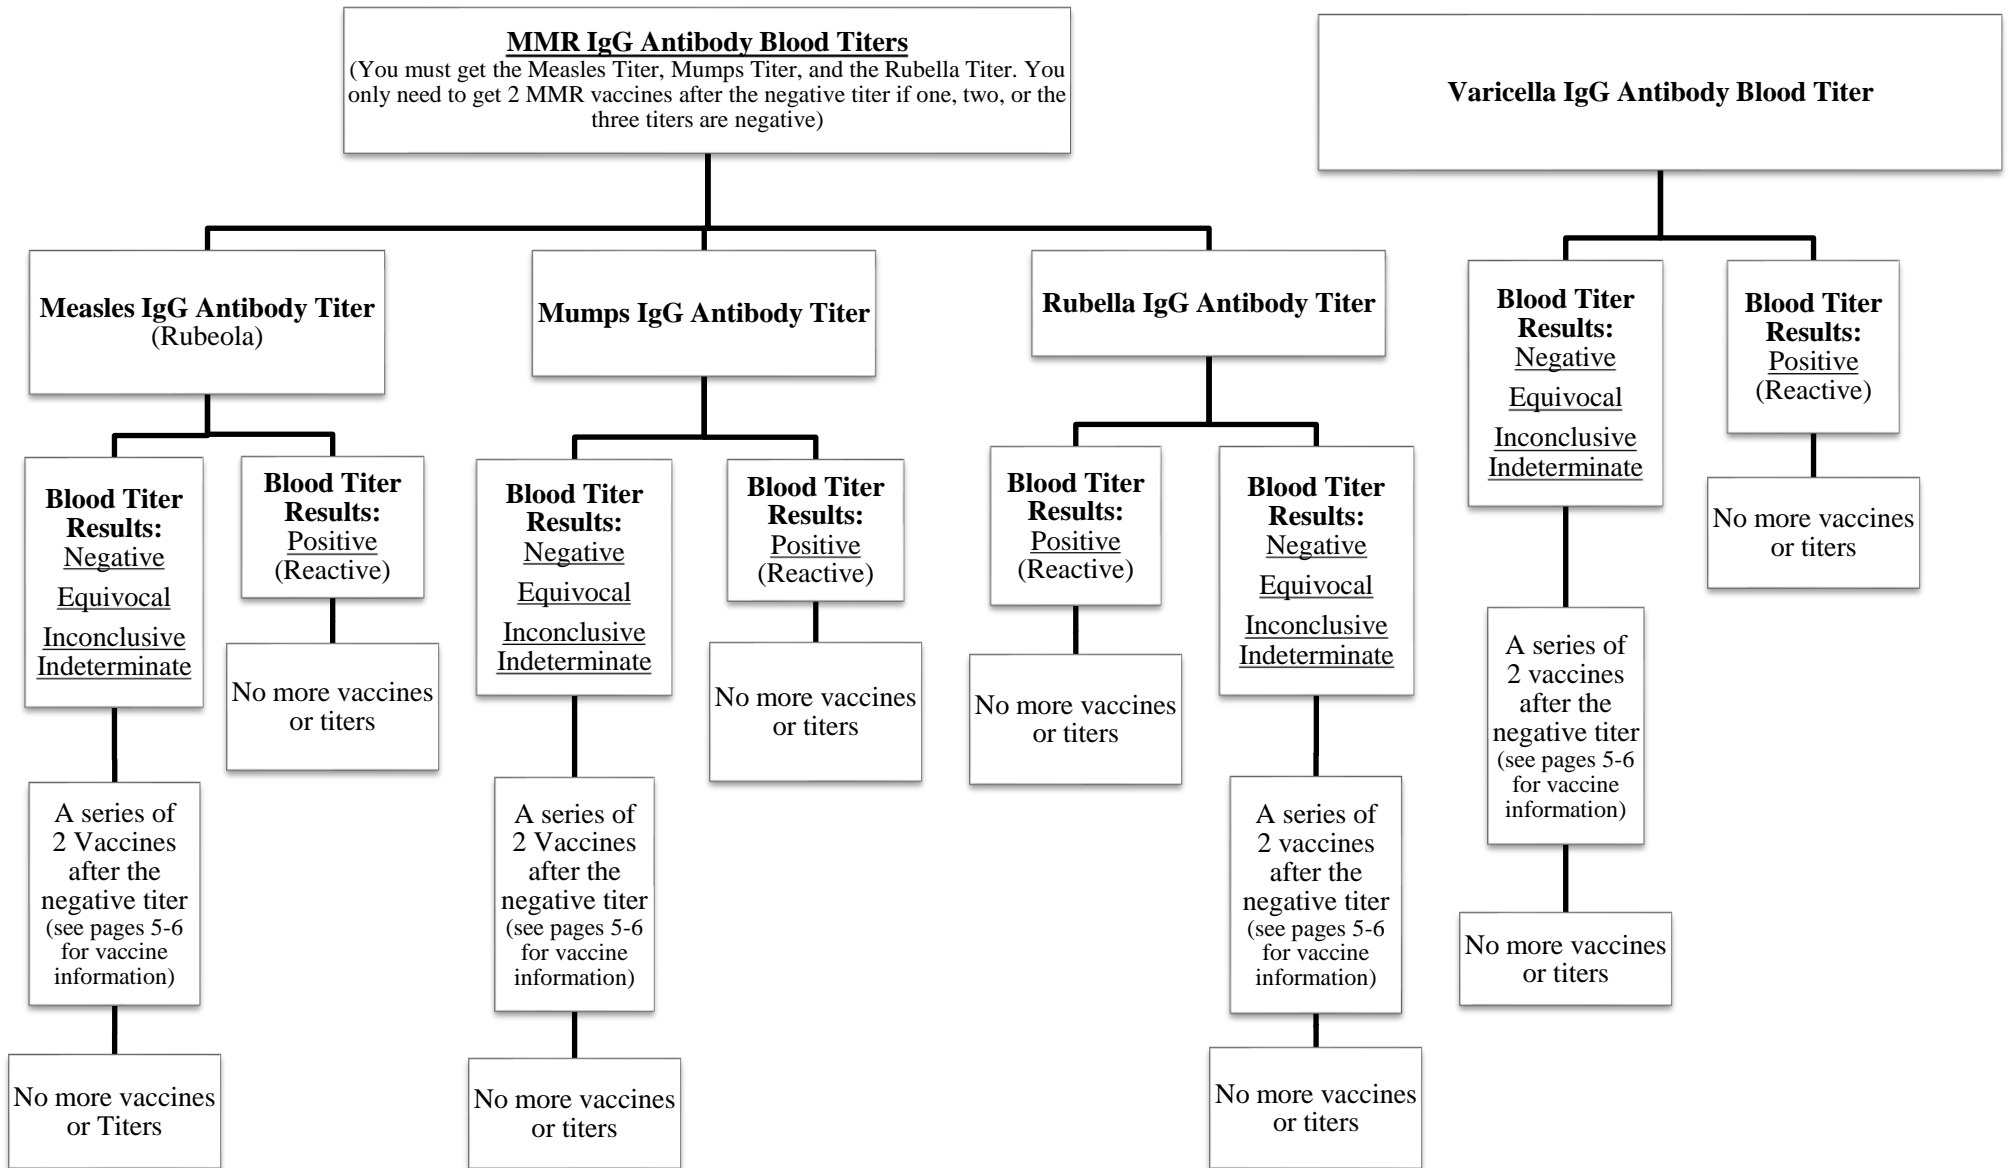 MMR IgG Antibody Blood Titers
(You must get the Measles Titer, Mumps Titer, and the Rubella Titer. You
only need to get 2 MMR vaccines after the negative titer if one, two, or the
three titers are negative)
Varicella IgG Antibody Blood Titer
Measles IgG Antibody Titer
(Rubeola)
Mumps IgG Antibody Titer
Rubella IgG Antibody Titer
Blood Titer
Results:
Negative
Equivocal
Inconclusive
Indeterminate
Blood Titer
Results:
Positive
(Reactive)
Blood Titer
Results:
Negative
Equivocal
Inconclusive
Indeterminate
Blood Titer
Results:
Positive
(Reactive)
Blood Titer
Results:
Negative
Equivocal
Inconclusive
Indeterminate
Blood Titer
Results:
Positive
(Reactive)
Blood Titer
Results:
Positive
(Reactive)
Blood Titer
Results:
Negative
Equivocal
Inconclusive
Indeterminate
No more vaccines
or titers
No more vaccines
or titers
No more vaccines
or titers
No more vaccines
or titers
A series of
2 Vaccines
after the
negative titer
(see pages 5-6
for vaccine
information)
A series of
2 Vaccines
after the
negative titer
(see pages 5-6
for vaccine
information)
A series of
2 vaccines
after the
negative titer
(see pages 5-6
for vaccine
information)
A series of
2 vaccines
after the
negative titer
(see pages 5-6
for vaccine
information)
No more vaccines
or Titers
No more vaccines
or titers
No more vaccines
or titers
No more vaccines
or titers